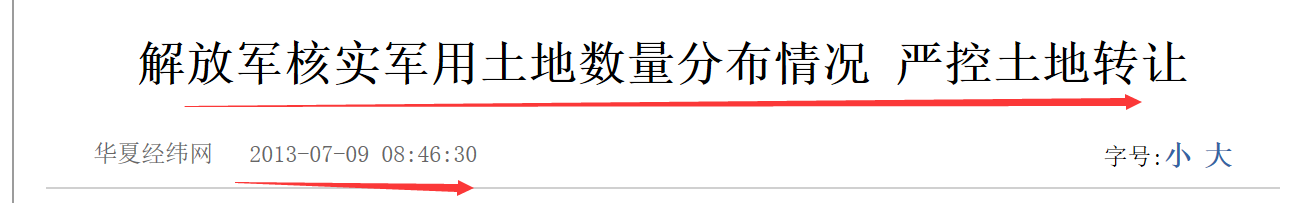 解放军核实军用土地数量分布情况 严控土地转让
华夏经纬网 2013-07-09 08:46:30 字号:小 大